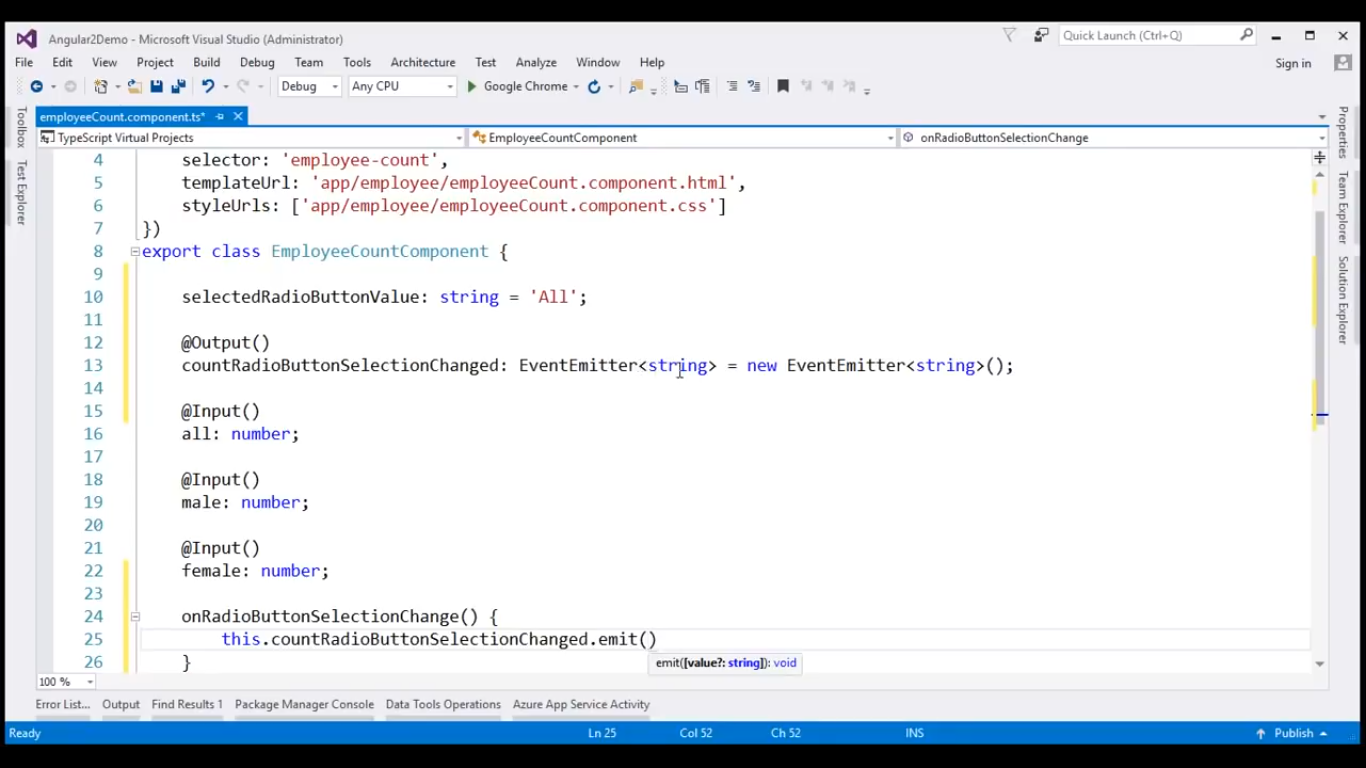 Angular2Demo - Microsoft Visual Studio (Administrator)
Quick Launch (Ctrl+Q)
File Edit View Project Build Debug Team Tools Architecture Test Analyze Window Help
Sign in
Debug Any CPU Google Chrome
employeeCount.component.ts*
TypeScript Virtual Projects EmployeeCountComponent onRadioButtonSelectionChange
Toolbox
Test Explorer
4 selector: 'employee-count',
5 templateUrl: 'app/employee/employeeCount.component.html',
6 styleUrls: ['app/employee/employeeCount.component.css']
7 })
8 export class EmployeeCountComponent {
9
10 selectedRadioButtonValue: string = 'All';
11
12 @Output()
13 countRadioButtonSelectionChanged: EventEmitter<string> = new EventEmitter<string>();
14
15 @Input()
16 all: number;
17
18 @Input()
19 male: number;
20
21 @Input()
22 female: number;
23
24 onRadioButtonSelectionChange() {
25 this.countRadioButtonSelectionChanged.emit()
emit([value?: string]): void
26 }
Properties
Team Explorer
Solution Explorer
100 %
Error List... Output Find Results 1 Package Manager Console Data Tools Operations Azure App Service Activity
Ready Ln 25 Col 52 Ch 52 INS Publish